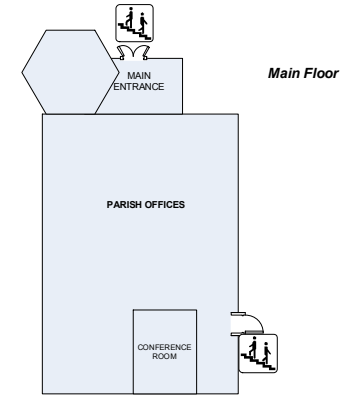 MAIN
ENTRANCE
Main Floor
PARISH OFFICES
CONFERENCE
ROOM